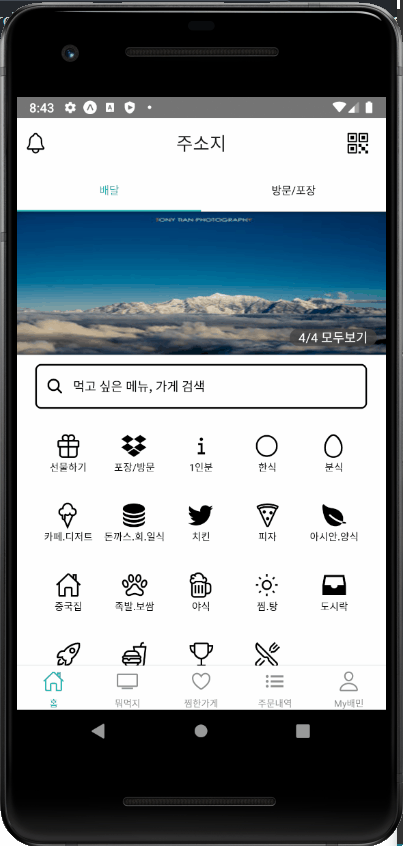 8:43
주소지
배달
방문/포장
TONY TIAN PHOTOGRAPHY
4/4 모두보기
먹고 싶은 메뉴, 가게 검색
선물하기
포장/방문
1인분
한식
분식
카페.디저트
돈까스.회.일식
치킨
피자
아시안.양식
중국집
족발.보쌈
야식
찜.탕
도시락
홈
뭐먹지
찜한가게
주문내역
My배민